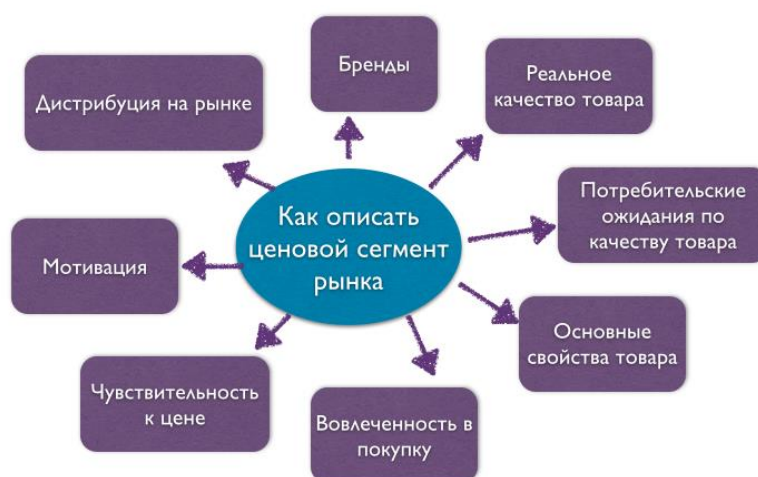 Бренды
Реальное
качество товара
Дистрибуция на рынке
Потребительские
ожидания по
качеству товара
Как описать
ценовой сегмент
рынка
Мотивация
Основные
свойства товара
Чувствительность
к цене
Вовлеченность в
покупку